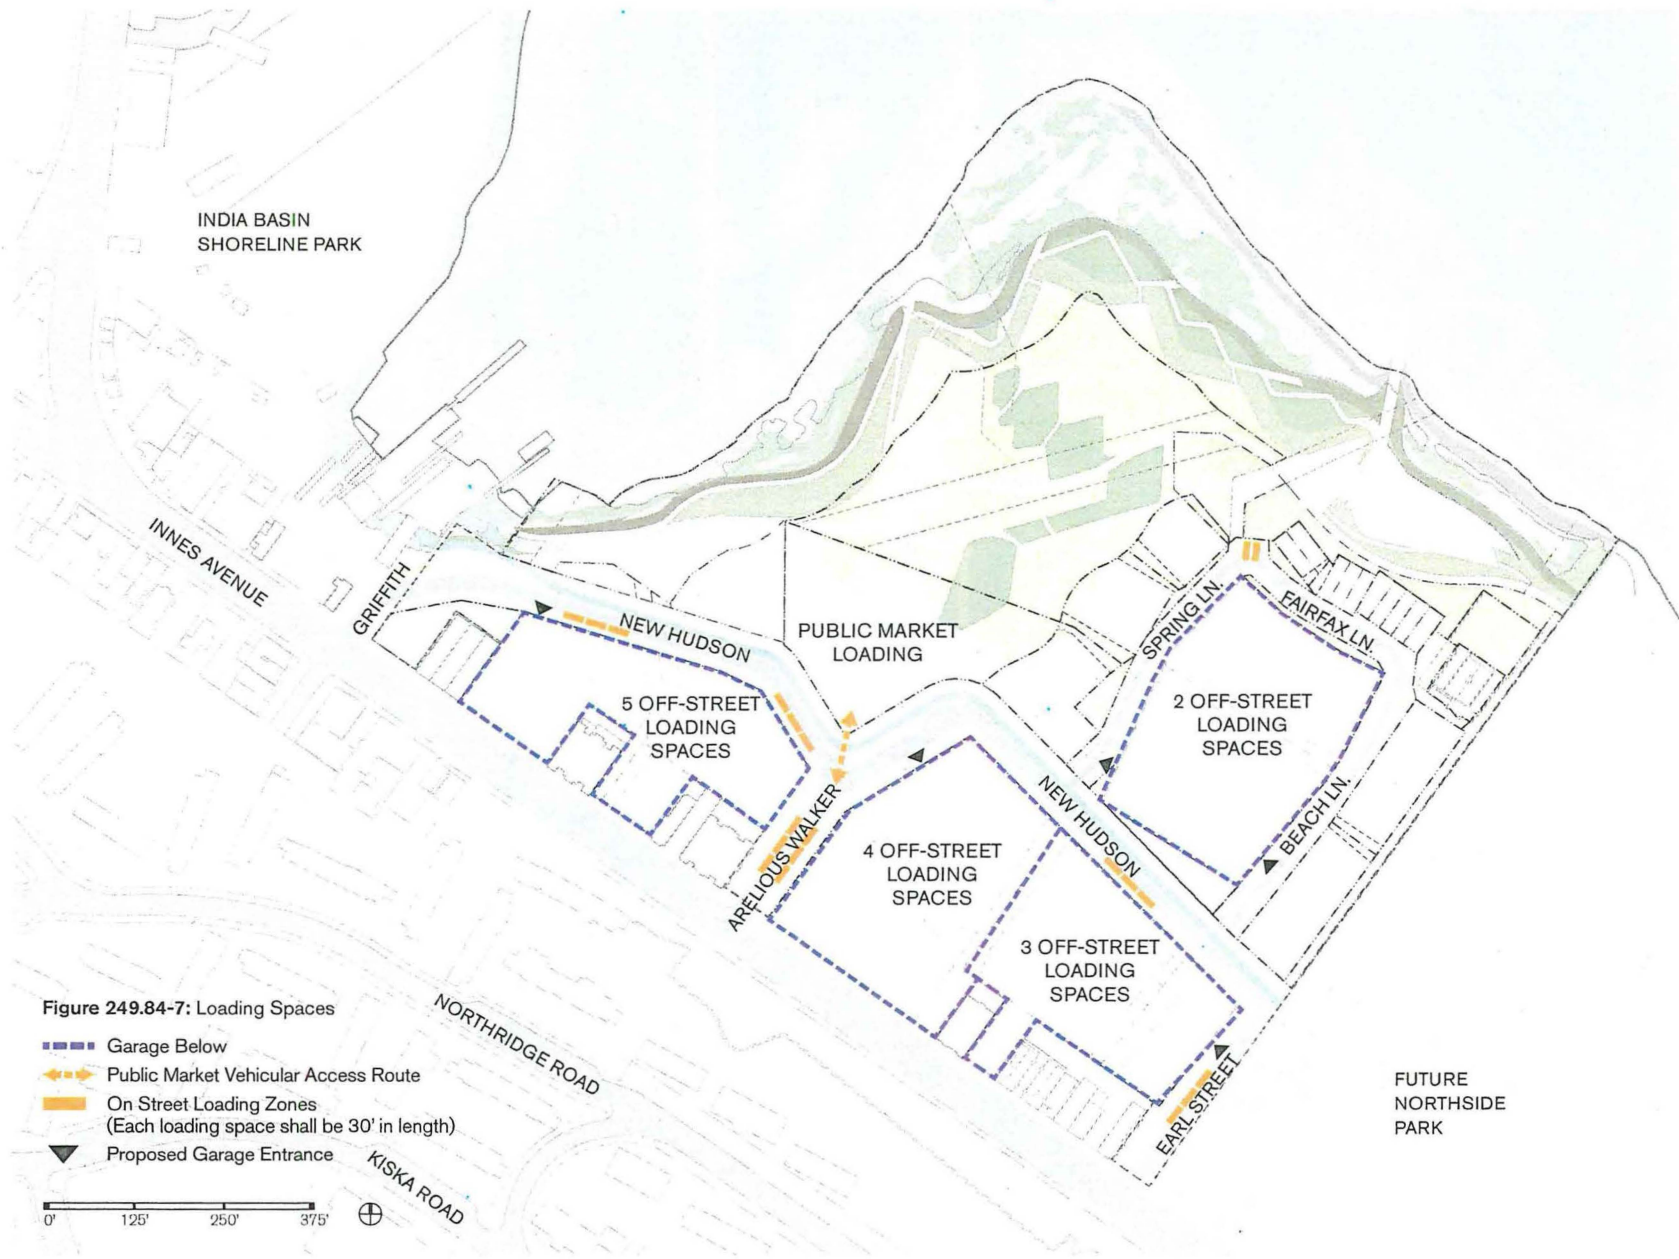 INDIA BASIN
SHORELINE PARK
INNES AVENUE
GRIFFITH
NEW HUDSON
PUBLIC MARKET
LOADING
SPRING LN.
FAIRFAX LN.
5 OFF-STREET
LOADING
SPACES
2 OFF-STREET
LOADING
SPACES
ARELIOUS WALKER
NEW HUDSON
BEACH LN.
4 OFF-STREET
LOADING
SPACES
3 OFF-STREET
LOADING
SPACES
EARL STREET
FUTURE
NORTHSIDE
PARK
NORTHRIDGE ROAD
KISKA ROAD
Figure 249.84-7: Loading Spaces
Garage Below
Public Market Vehicular Access Route
On Street Loading Zones
(Each loading space shall be 30' in length)
Proposed Garage Entrance
0' 125' 250' 375'